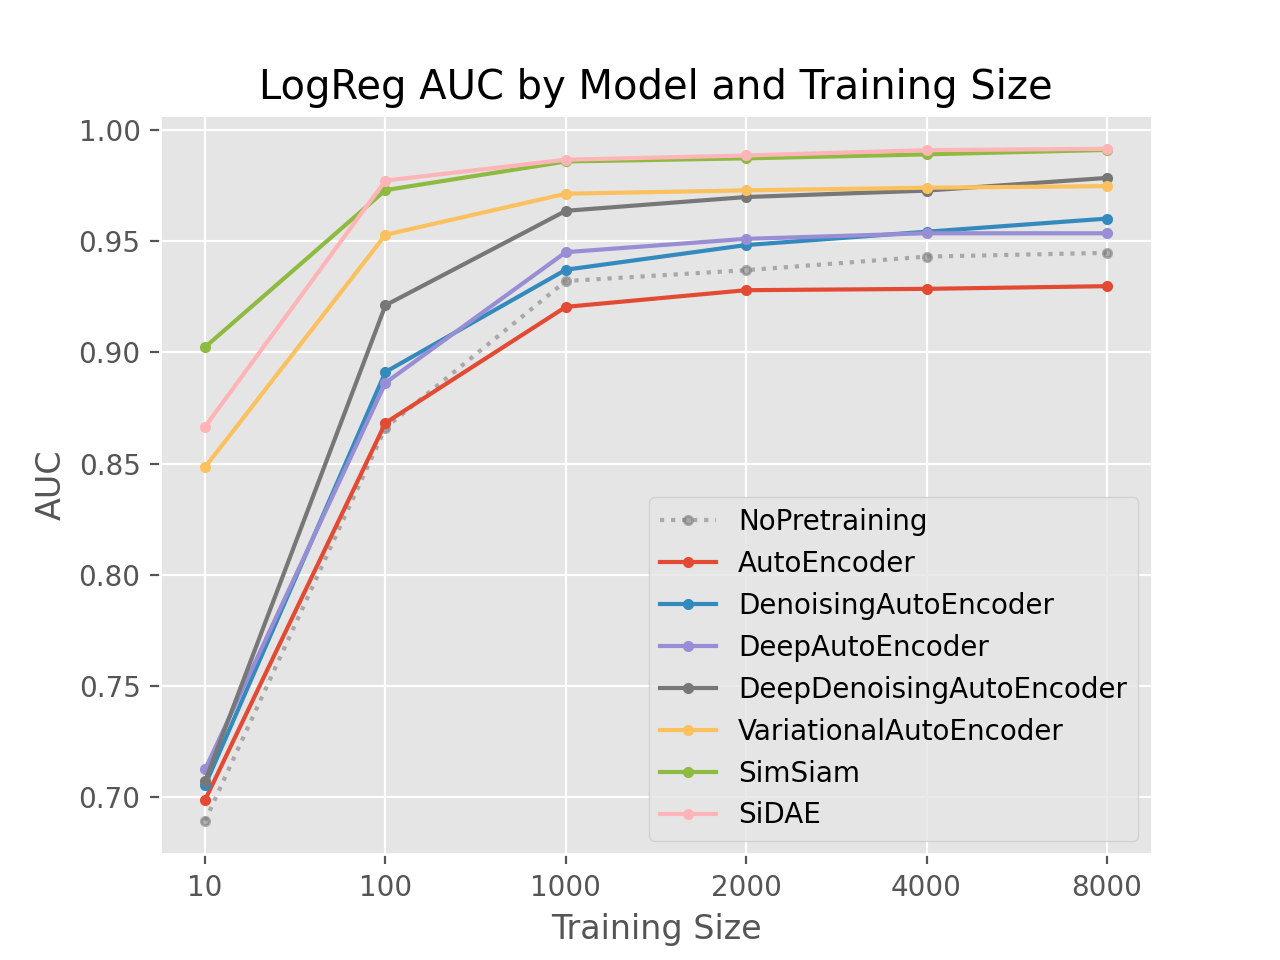 LogReg AUC by Model and Training Size
1.00
0.95
0.90
0.85
0.80
0.75
0.70
AUC
NoPretraining
AutoEncoder
DenoisingAutoEncoder
DeepAutoEncoder
DeepDenoisingAutoEncoder
VariationalAutoEncoder
SimSiam
SiDAE
10 100 1000 2000 4000 8000
Training Size